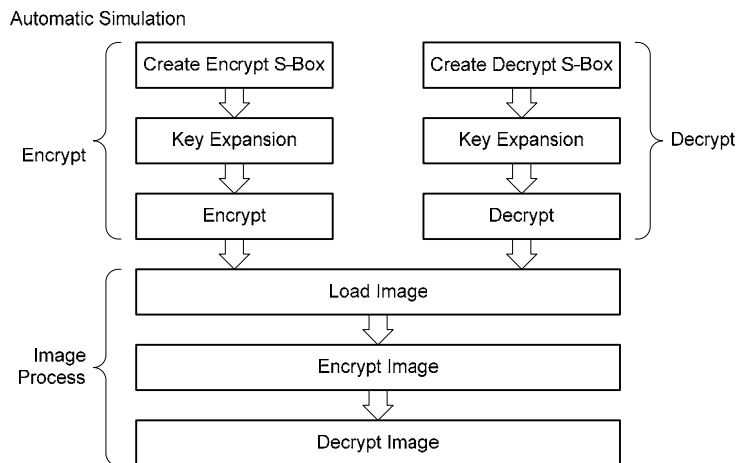 Automatic Simulation
Create Encrypt S-Box
Create Decrypt S-Box
Key Expansion
Key Expansion
Encrypt
Decrypt
Encrypt
Decrypt
Load Image
Encrypt Image
Image
Process
Decrypt Image